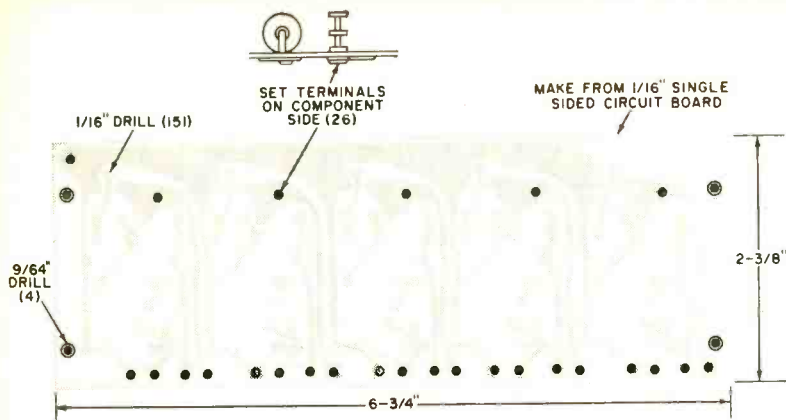 SET TERMINALS
ON COMPONENT
SIDE (26)
MAKE FROM 1/16" SINGLE
SIDED CIRCUIT BOARD
1/16" DRILL (151)
9/64"
DRILL
(4)
2-3/8"
6-3/4"